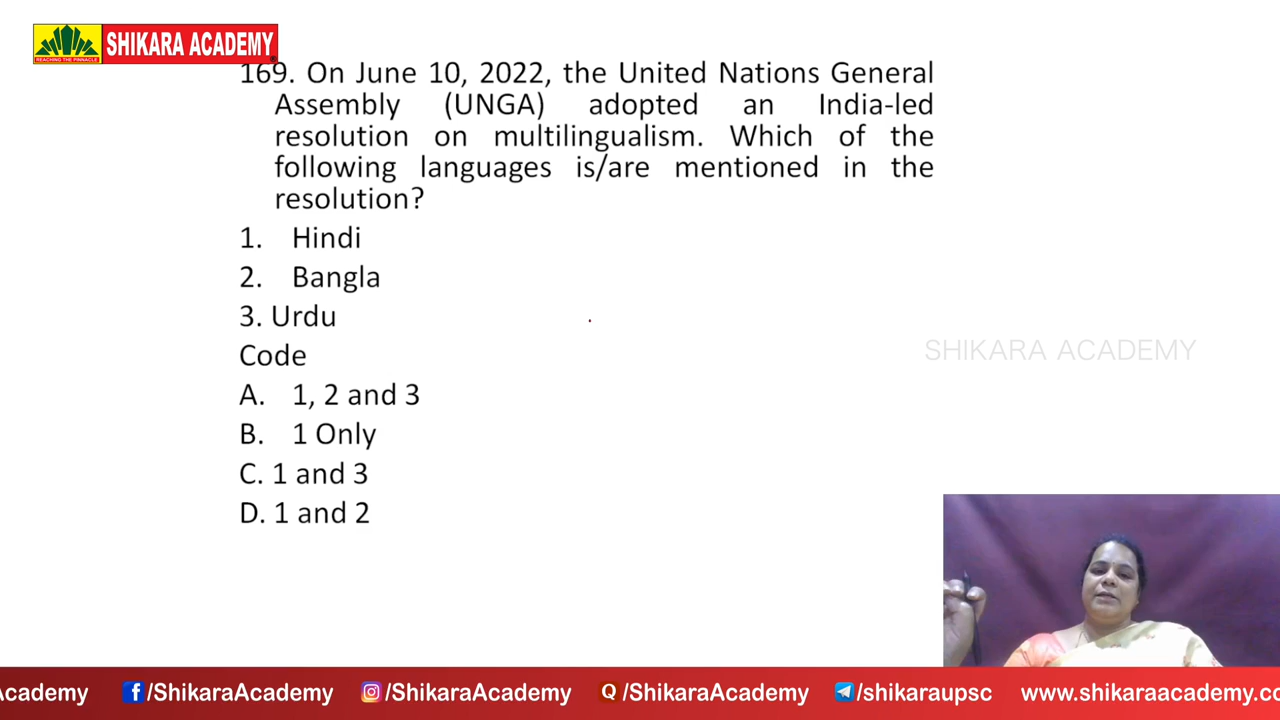 SHIKARA ACADEMY
REACHING THE PINNACLE
169. On June 10, 2022, the United Nations General
Assembly (UNGA) adopted an India-led
resolution on multilingualism. Which of the
following languages is/are mentioned in the
resolution?
1. Hindi
2. Bangla
3. Urdu
SHIKARA ACADEMY
Code
A. 1, 2 and 3
B. 1 Only
C. 1 and 3
D. 1 and 2
Academy /ShikaraAcademy /ShikaraAcademy /ShikaraAcademy /shikaraupsc www.shikaraacademy.co